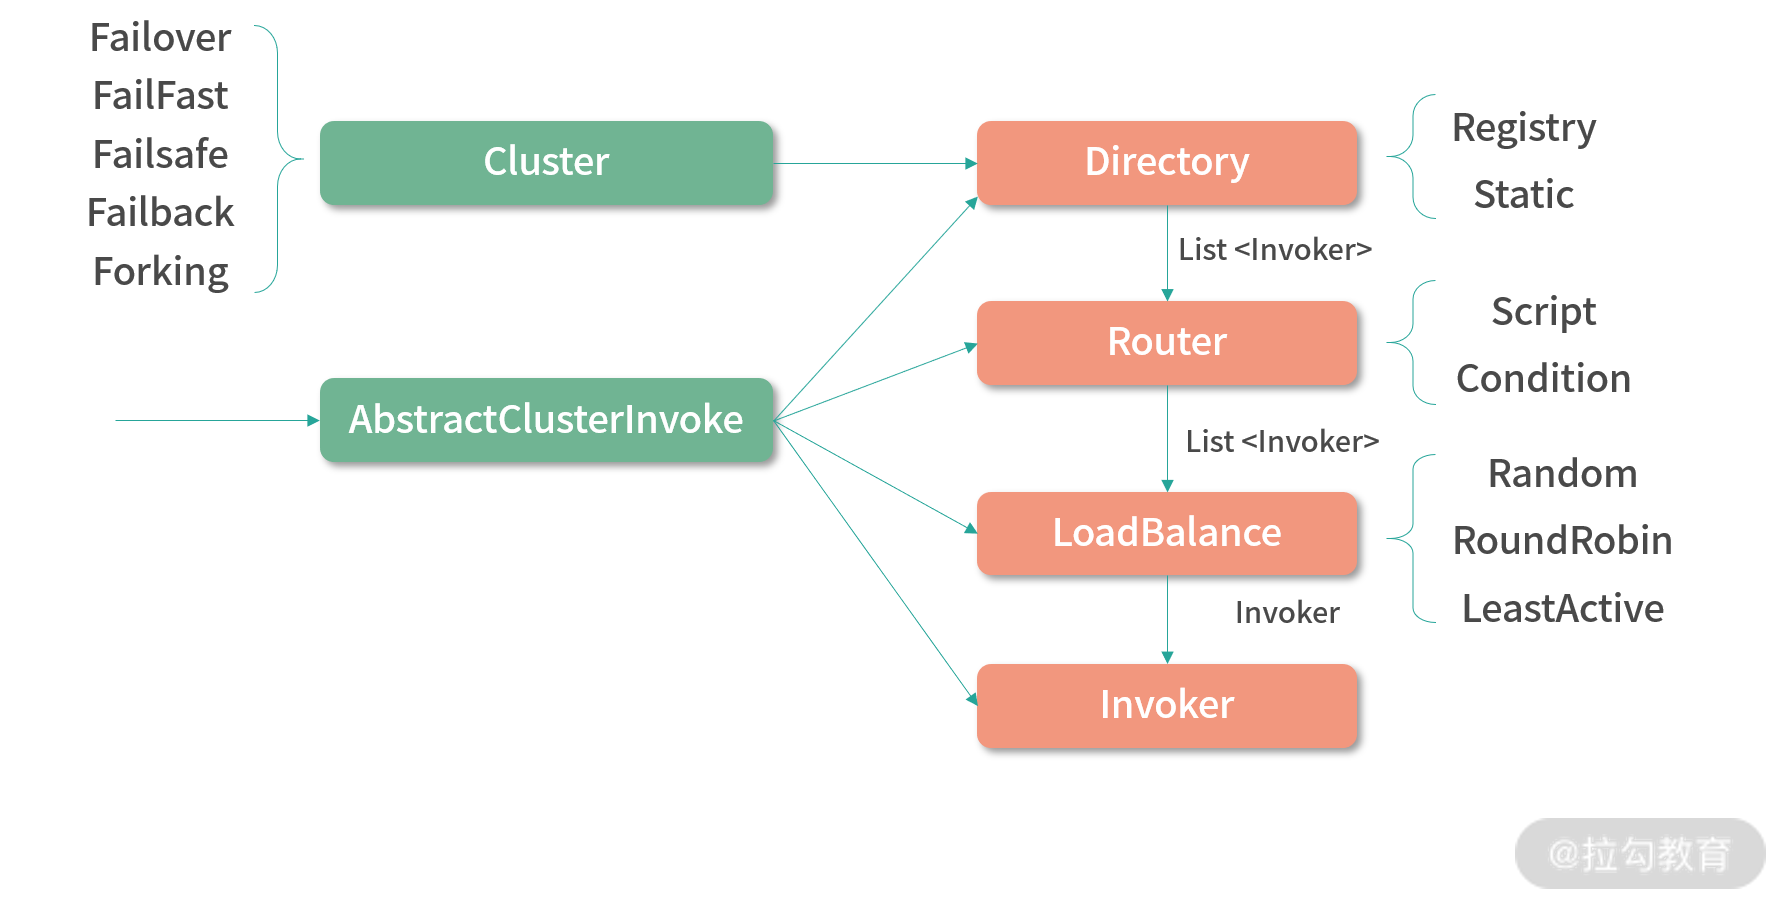 Failover
FailFast
Failsafe
Failback
Forking
Cluster
AbstractClusterInvoke
Directory
List <Invoker>
Router
List <Invoker>
LoadBalance
Invoker
Invoker
Registry
Static
Script
Condition
Random
RoundRobin
LeastActive
@拉勾教育